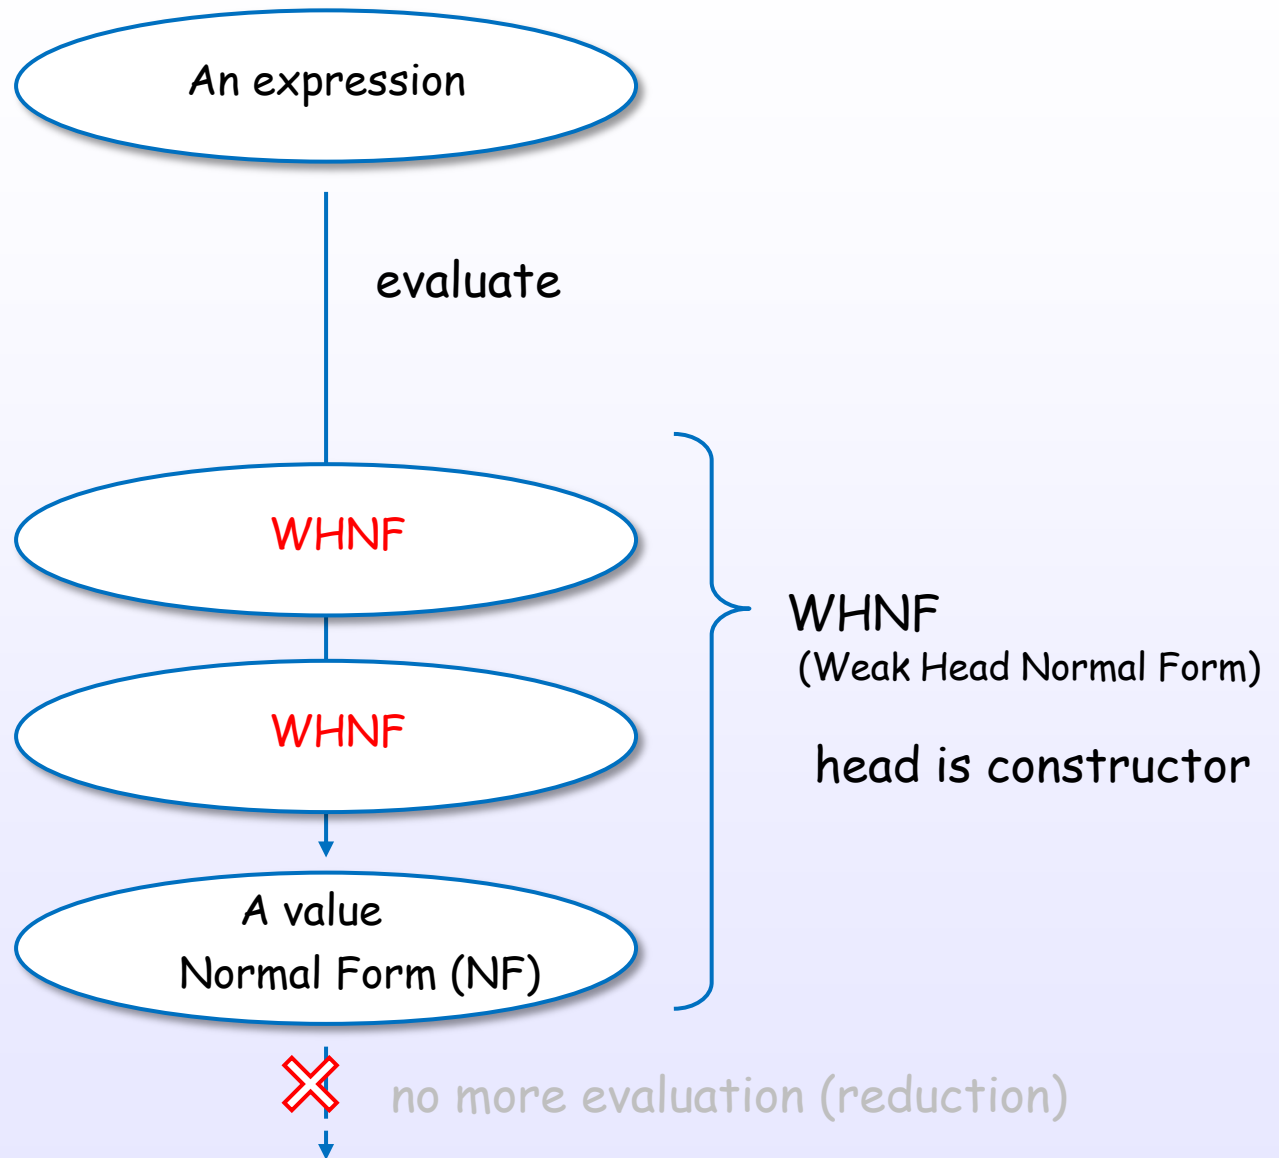 An expression
evaluate
WHNF
WHNF
(Weak Head Normal Form)
WHNF
head is constructor
A value
Normal Form (NF)
no more evaluation (reduction)